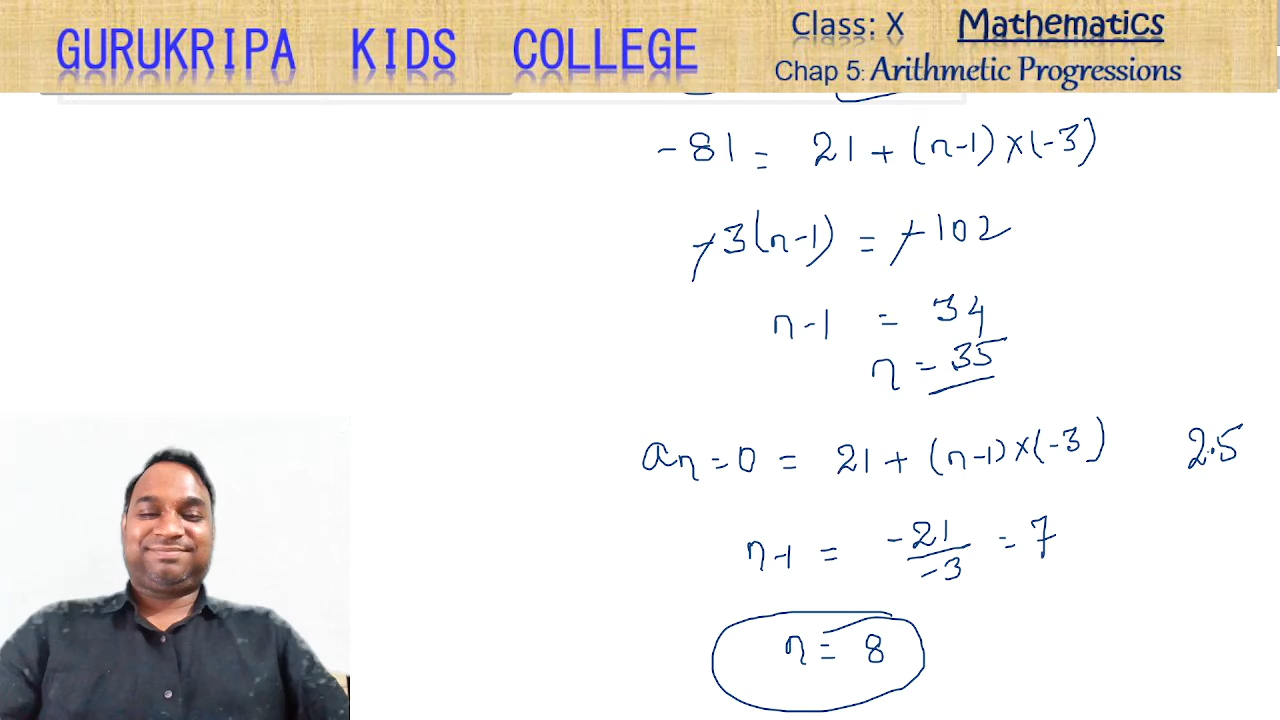 GURUKRIPA KIDS COLLEGE
Class: X Mathematics
Chap 5: Arithmetic Progressions
-81 = 21 + (n-1) × (-3)
-3(n-1) = -102
n-1 = 34
n = 35
an = 0 = 21 + (n-1) × (-3) 2.5
n-1 = -21/-3 = 7
n = 8